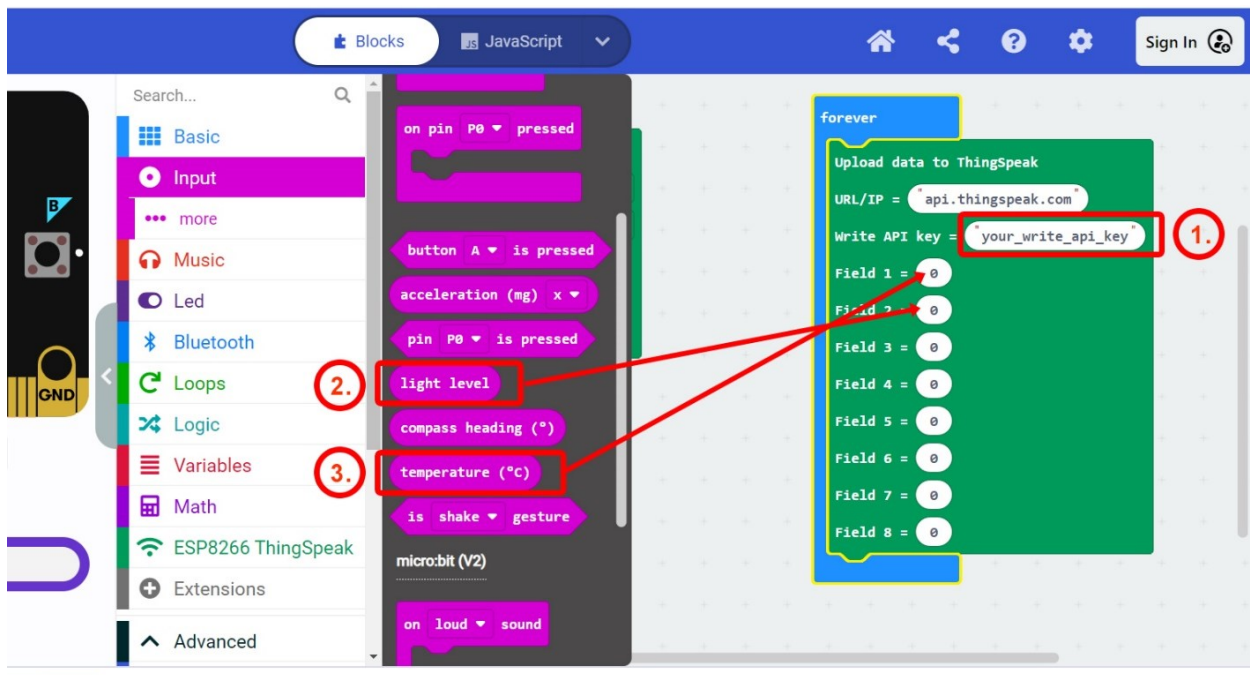 Blocks
JS JavaScript
Sign In
Search...
Basic
Input
more
Music
Led
Bluetooth
Loops
Logic
Variables
Math
ESP8266 ThingSpeak
Extensions
Advanced
B
GND
on pin P0 pressed
button A is pressed
acceleration (mg) x
pin P0 is pressed
2.
light level
compass heading (°)
3.
temperature (°C)
is shake gesture
micro:bit (V2)
on loud sound
forever
Upload data to ThingSpeak
URL/IP = "api.thingspeak.com"
Write API key = "your_write_api_key"
1.
Field 1 = 0
Field 2 = 0
Field 3 = 0
Field 4 = 0
Field 5 = 0
Field 6 = 0
Field 7 = 0
Field 8 = 0